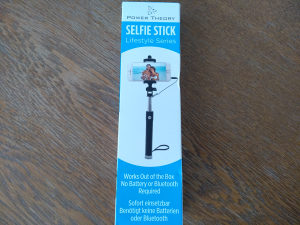 POWER THEORY
SELFIE STICK
Lifestyle Series
Works Out of the Box
No Battery or Bluetooth
Required
Sofort einsetzbar
Benötigt keine Batterien
oder Bluetooth